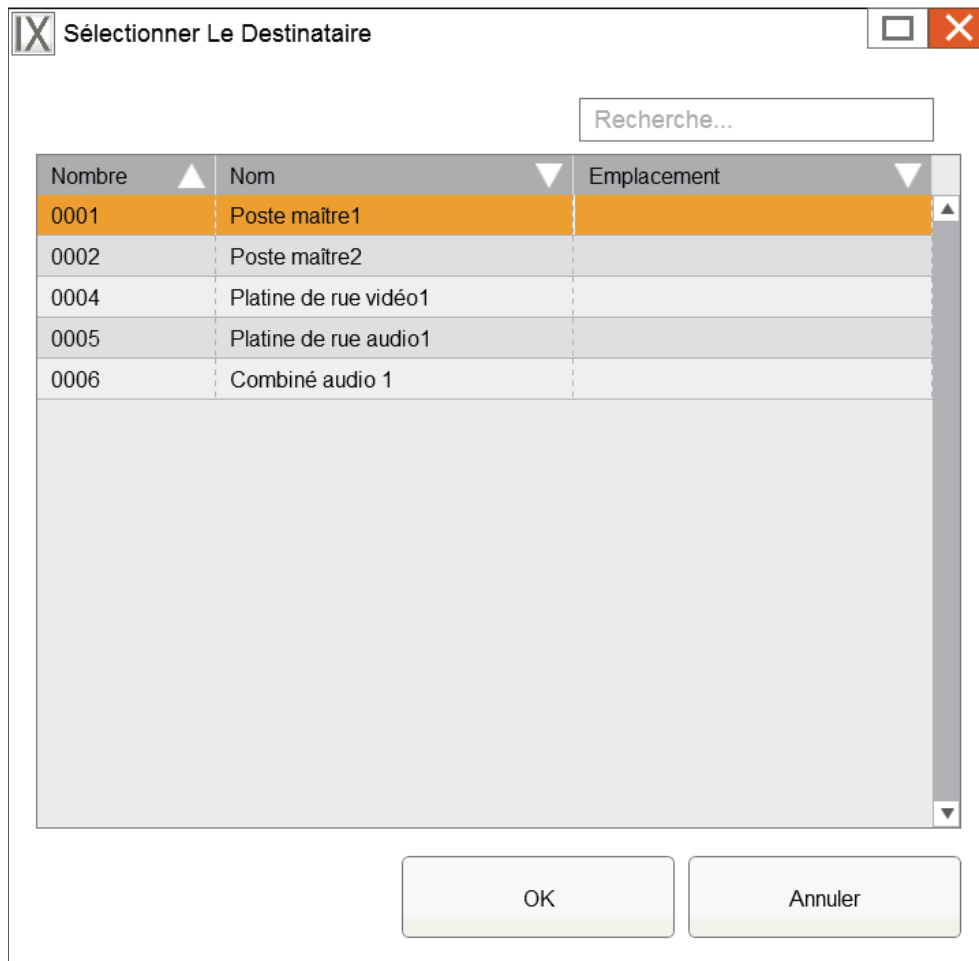 IX Sélectionner Le Destinataire
Recherche...
Nombre Nom Emplacement
0001 Poste maître1
0002 Poste maître2
0004 Platine de rue vidéo1
0005 Platine de rue audio1
0006 Combiné audio 1
OK Annuler